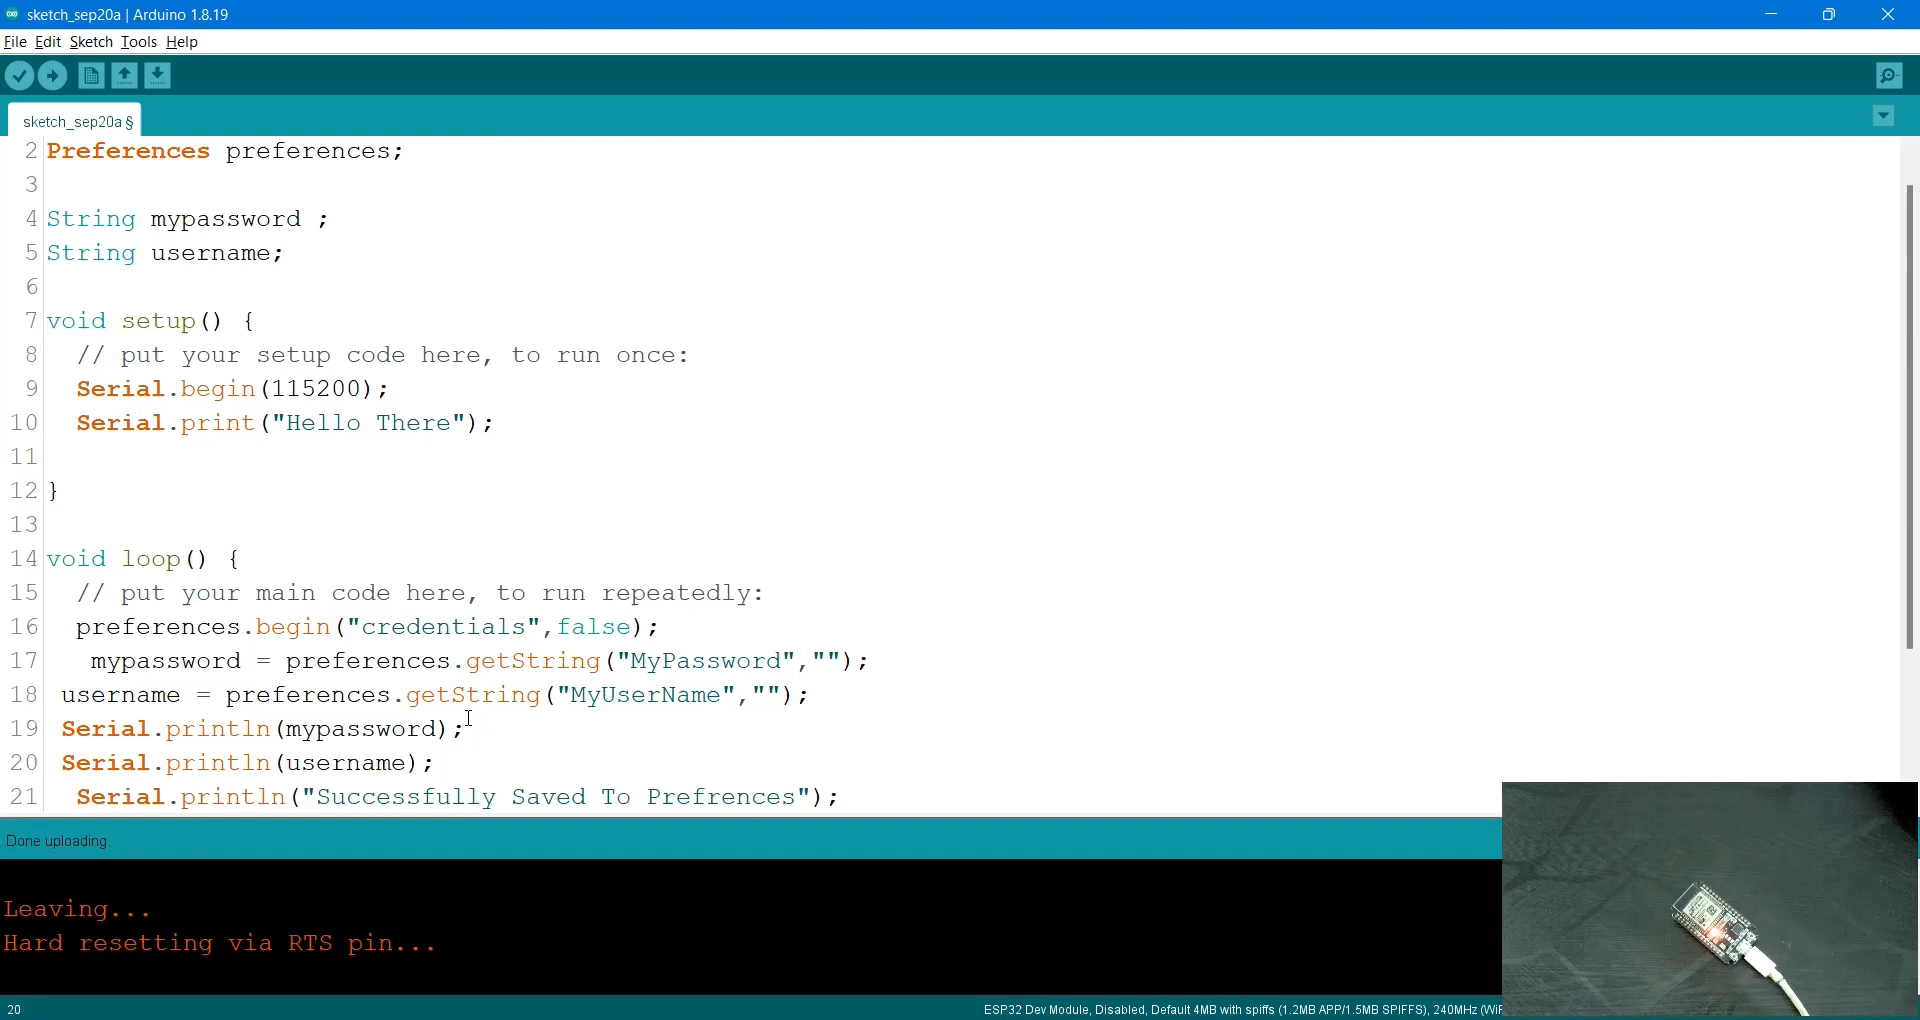 sketch_sep20a | Arduino 1.8.19
File Edit Sketch Tools Help
sketch_sep20a §
2 Preferences preferences;
3
4 String mypassword ;
5 String username;
6
7 void setup() {
8 // put your setup code here, to run once:
9 Serial.begin(115200);
10 Serial.print("Hello There");
11
12 }
13
14 void loop() {
15 // put your main code here, to run repeatedly:
16 preferences.begin("credentials",false);
17 mypassword = preferences.getString("MyPassword","");
18 username = preferences.getString("MyUserName","");
19 Serial.println(mypassword);
20 Serial.println(username);
21 Serial.println("Successfully Saved To Prefrences");
Done uploading.
Leaving...
Hard resetting via RTS pin...
20 ESP32 Dev Module, Disabled, Default 4MB with spiffs (1.2MB APP/1.5MB SPIFFS), 240MHz (WiF